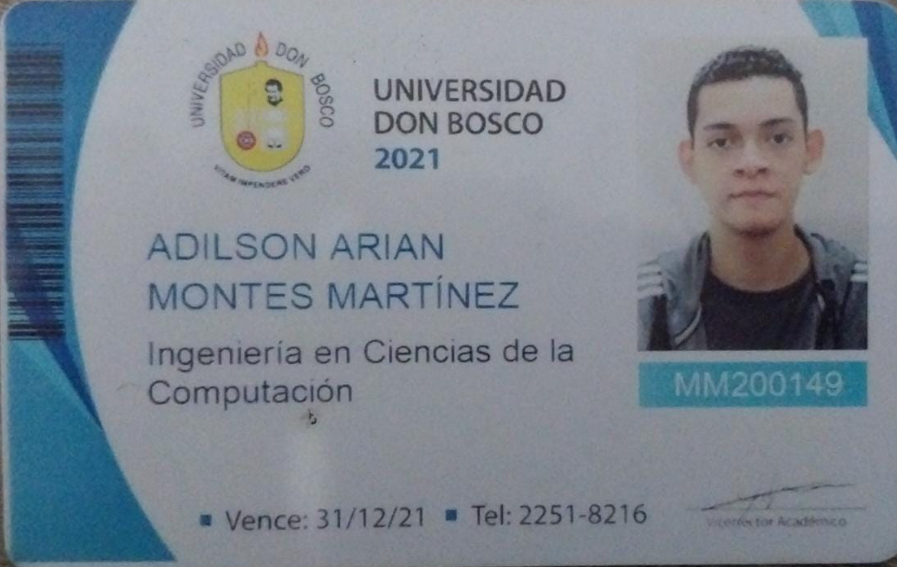 UNIVERSIDAD DON BOSCO
VITAM IMPENDERE VERO
UNIVERSIDAD
DON BOSCO
2021
ADILSON ARIAN
MONTES MARTÍNEZ
Ingeniería en Ciencias de la
Computación
MM200149
▪ Vence: 31/12/21 ▪ Tel: 2251-8216
Vicerrector Académico